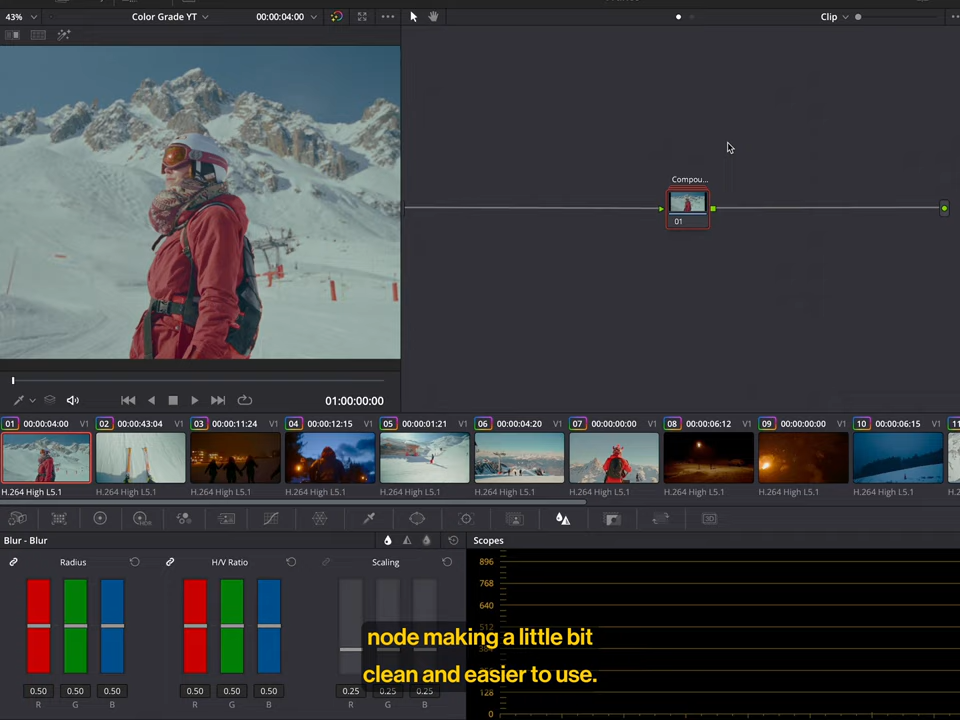 43%
Color Grade YT
00:00:04:00
Clip
Compou...
01
01:00:00:00
01 00:00:04:00 V1
02 00:00:43:04 V1
03 00:00:11:24 V1
04 00:00:12:15 V1
05 00:00:01:21 V1
06 00:00:04:20 V1
07 00:00:00:00 V1
08 00:00:06:12 V1
09 00:00:00:00 V1
10 00:00:06:15 V1
11
H.264 High L5.1
H.264 High L5.1
H.264 High L5.1
H.264 High L5.1
H.264 High L5.1
H.264 High L5.1
H.264 High L5.1
H.264 High L5.1
H.264 High L5.1
H.264 High L5.1
HDR
3D
Blur - Blur
Scopes
Radius
H/V Ratio
Scaling
896
768
640
128
0
node making a little bit
clean and easier to use.
0.50 0.50 0.50
0.50 0.50 0.50
0.25 0.25 0.25
R G B
R G B
R G B